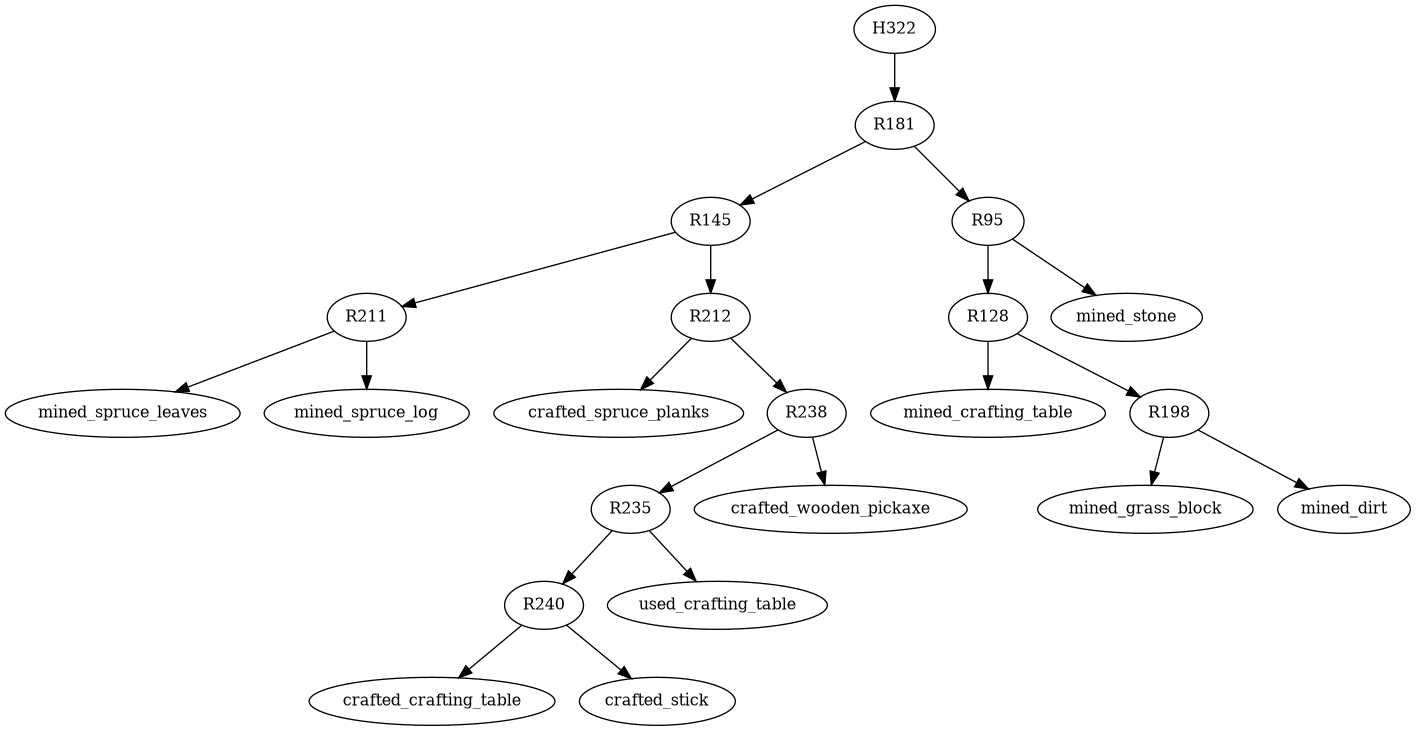 H322
R181
R145
R95
R211
R212
R128
mined_stone
mined_spruce_leaves
mined_spruce_log
crafted_spruce_planks
R238
mined_crafting_table
R198
R235
crafted_wooden_pickaxe
mined_grass_block
mined_dirt
R240
used_crafting_table
crafted_crafting_table
crafted_stick